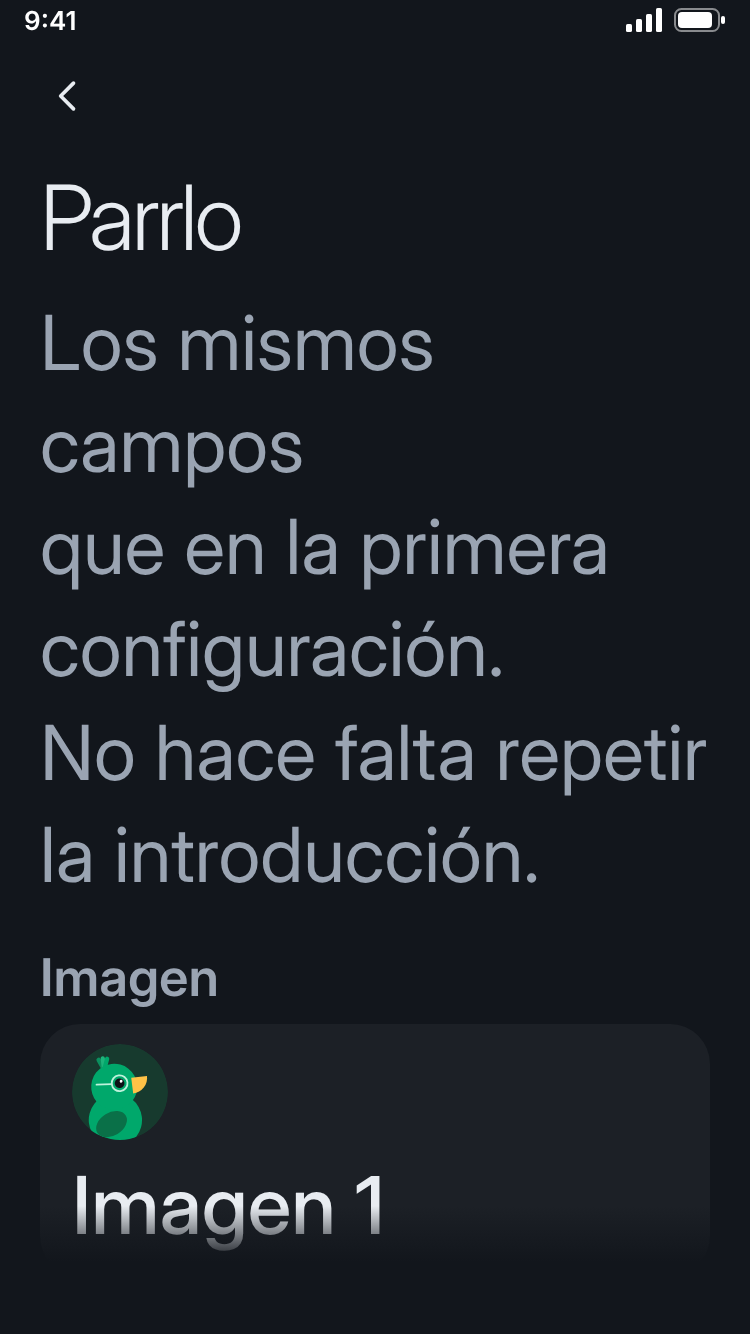 9:41
Parrlo
Los mismos
campos
que en la primera
configuración.
No hace falta repetir
la introducción.
Imagen
Imagen 1